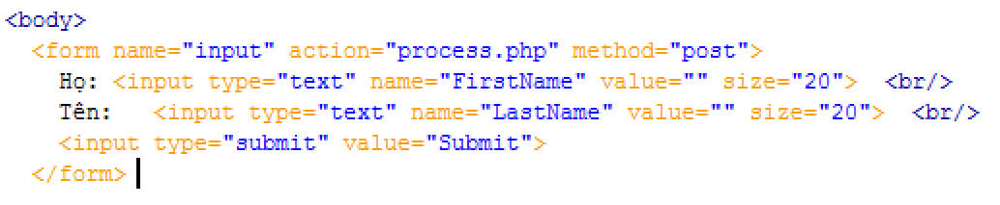 <body>
<form name="input" action="process.php" method="post">
Họ: <input type="text" name="FirstName" value="" size="20"> <br/>
Tên: <input type="text" name="LastName" value="" size="20"> <br/>
<input type="submit" value="Submit">
</form>